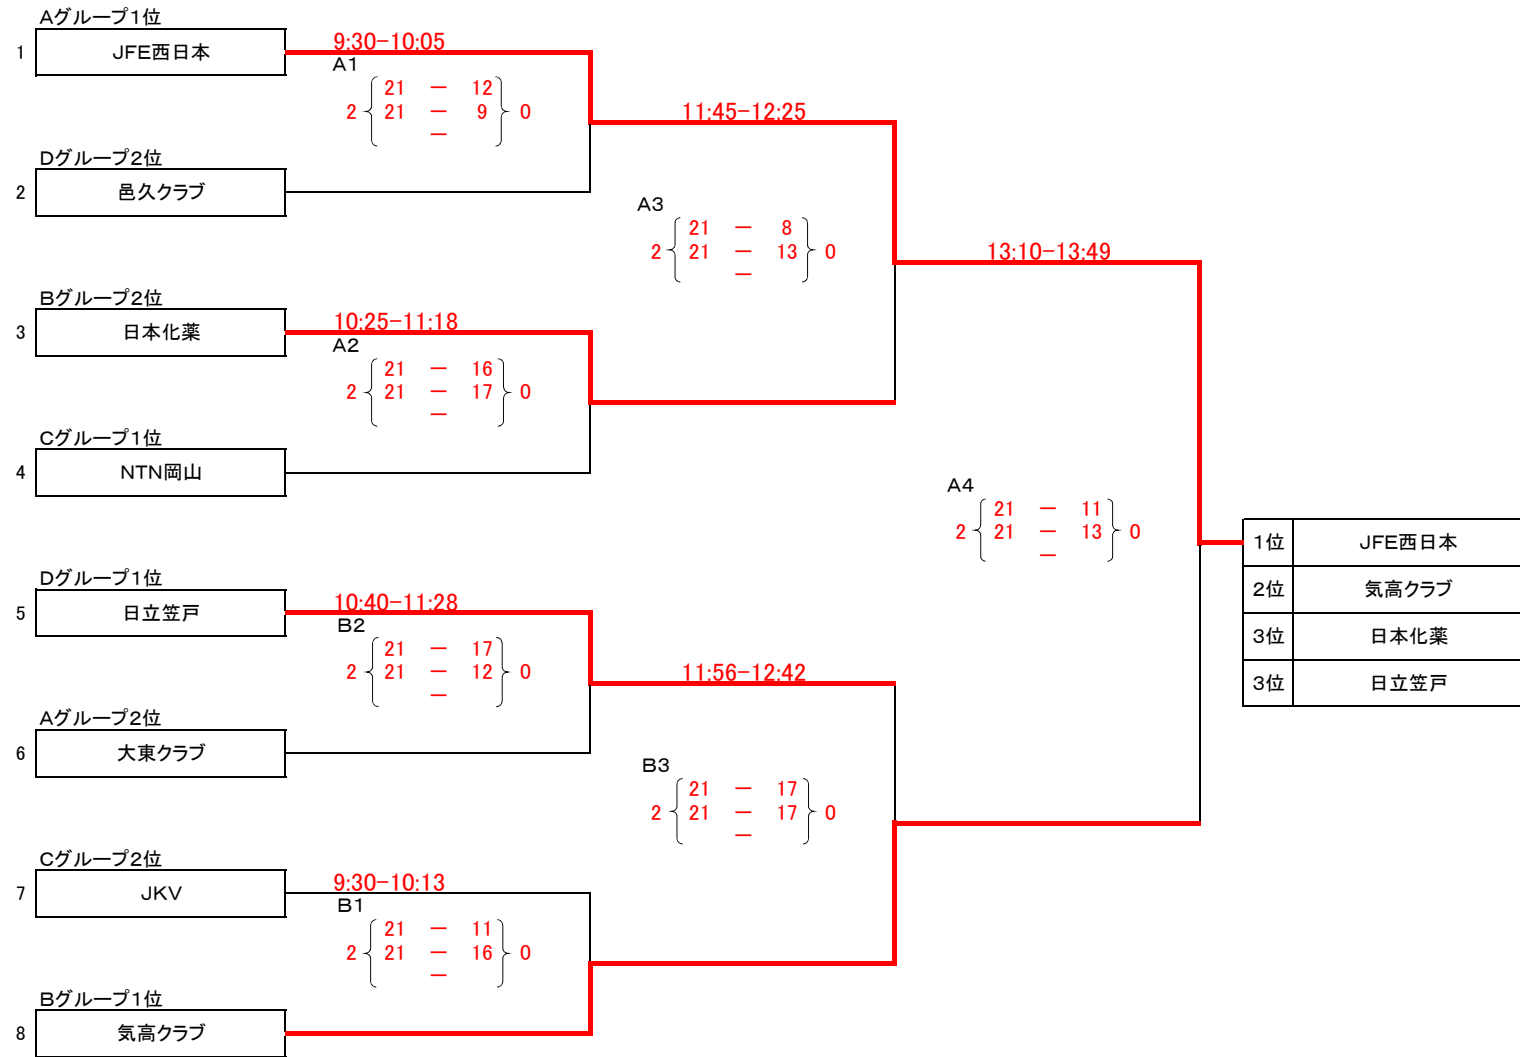 Aグループ1位
1 JFE西日本
9:30-10:05
A1
21 － 12
2 21 － 9 0
－
Dグループ2位
2 邑久クラブ
11:45-12:25
A3
21 － 8
2 21 － 13 0
－
Bグループ2位
3 日本化薬
10:25-11:18
A2
21 － 16
2 21 － 17 0
－
Cグループ1位
4 NTN岡山
13:10-13:49
A4
21 － 11
2 21 － 13 0
－
Dグループ1位
5 日立笠戸
10:40-11:28
B2
21 － 17
2 21 － 12 0
－
Aグループ2位
6 大東クラブ
11:56-12:42
B3
21 － 17
2 21 － 17 0
－
Cグループ2位
7 JKV
9:30-10:13
B1
21 － 11
2 21 － 16 0
－
Bグループ1位
8 気高クラブ
1位 JFE西日本
2位 気高クラブ
3位 日本化薬
3位 日立笠戸